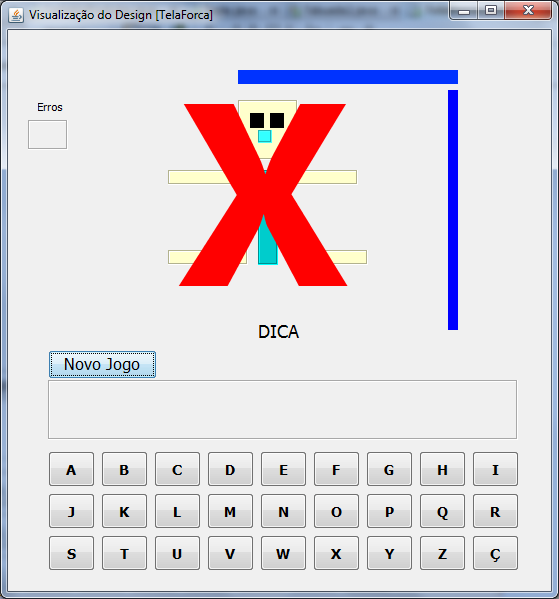 Visualização do Design [TelaForca]
Erros
X
DICA
Novo Jogo
A B C D E F G H I
J K L M N O P Q R
S T U V W X Y Z Ç